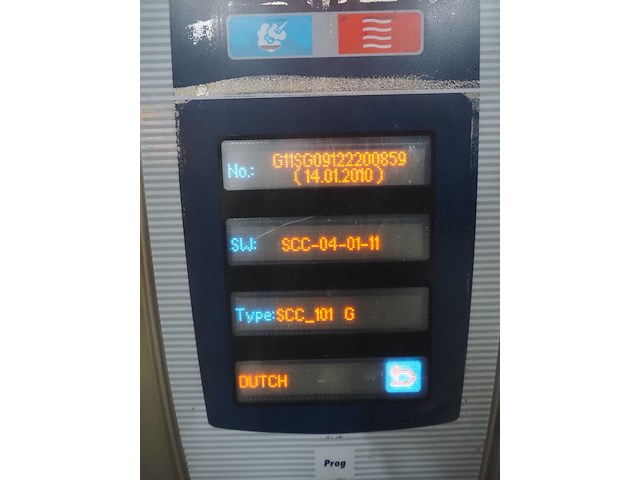 No.: G11SG09122200859
( 14.01.2010 )
SW: SCC-04-01-11
Type: SCC_101 G
DUTCH
Prog